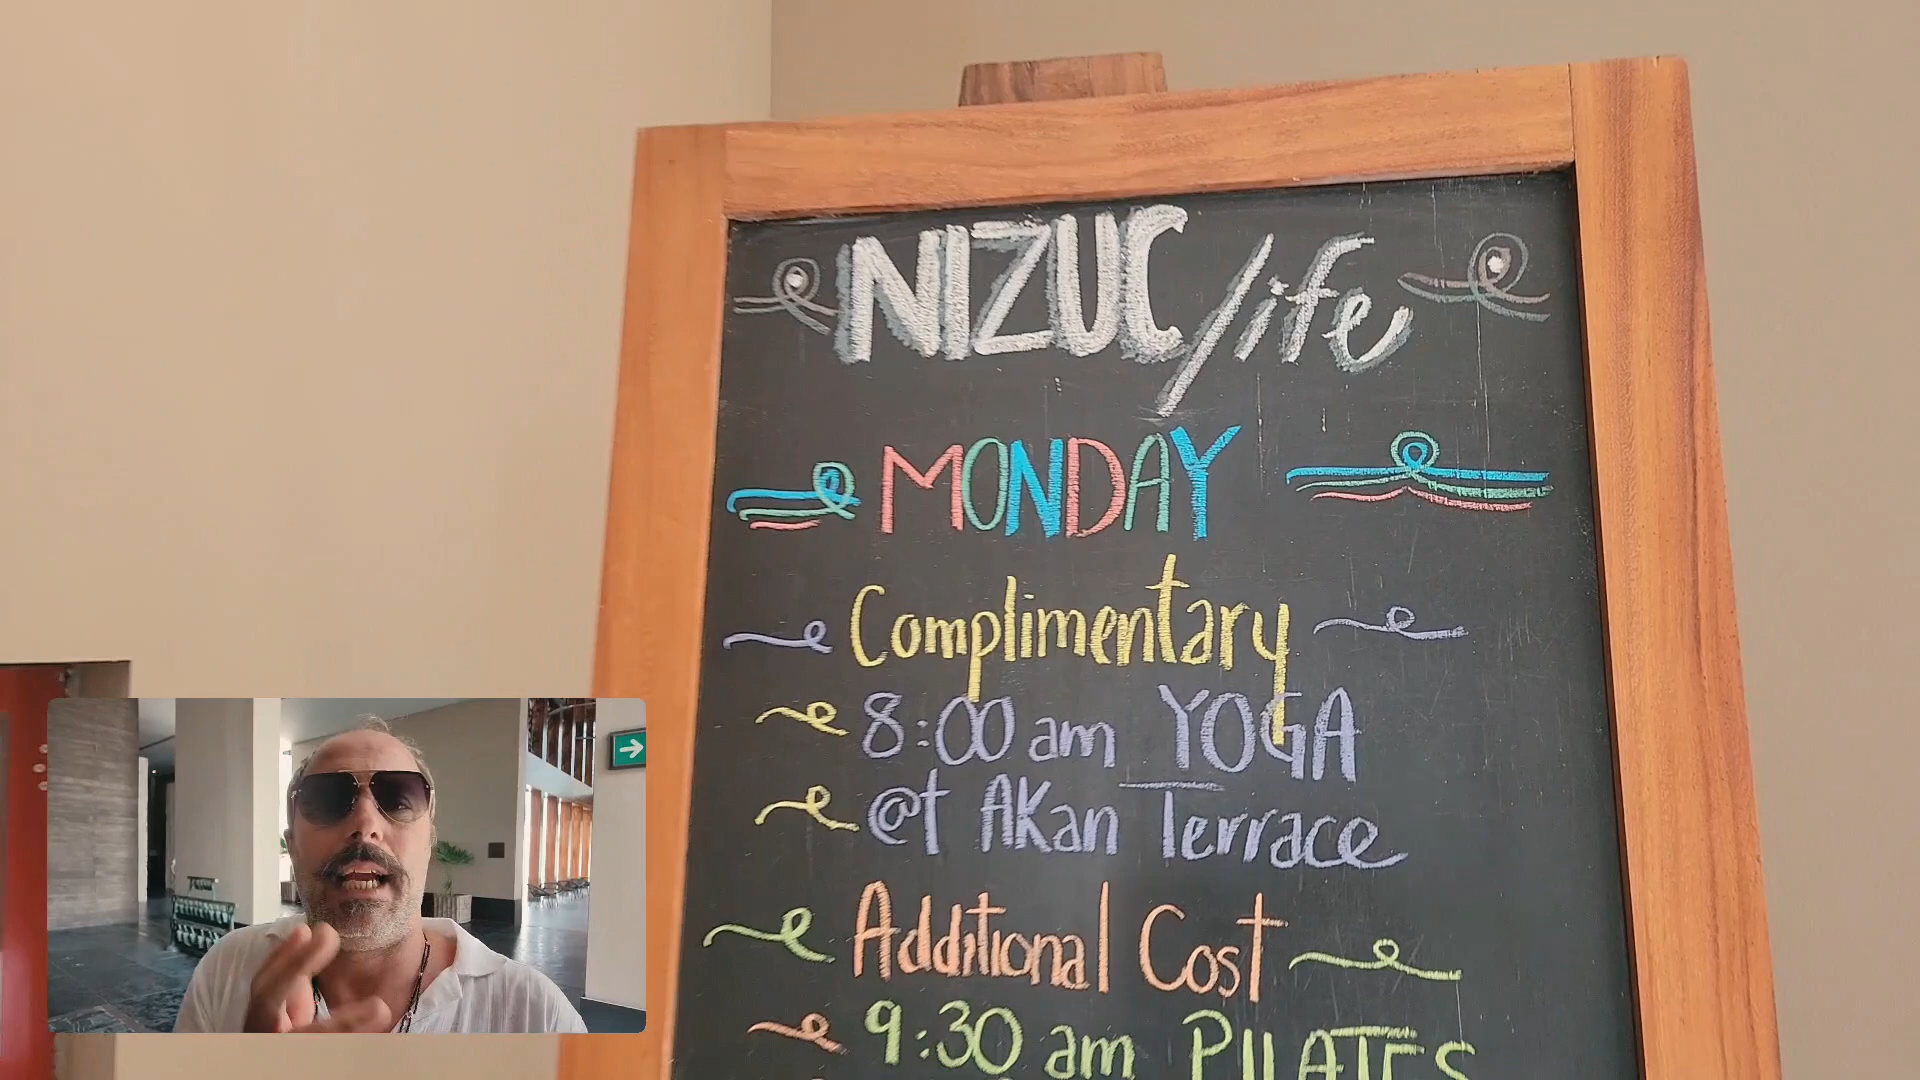 NIZUC/life
MONDAY
Complimentary
8:00 am YOGA
@t AKan Terrace
Additional Cost
9:30 am PILATES